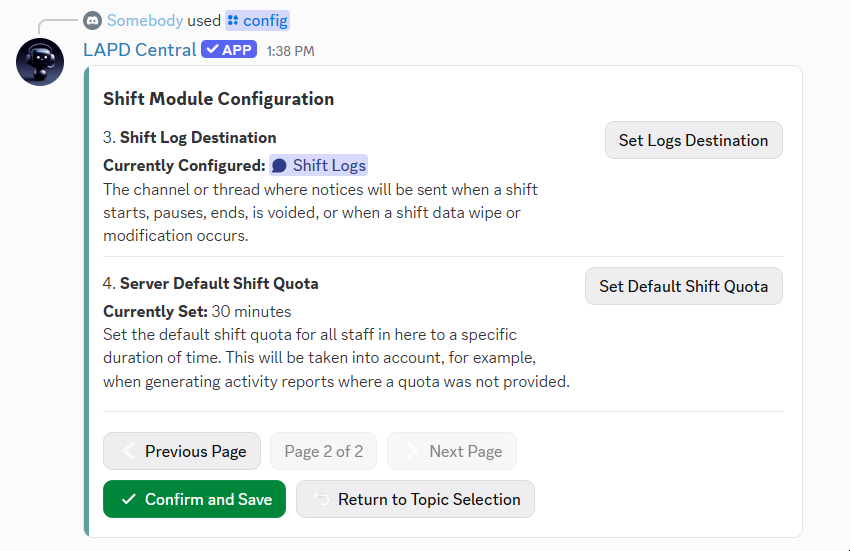 Somebody used config
LAPD Central APP 1:38 PM
Shift Module Configuration
3. Shift Log Destination
Set Logs Destination
Currently Configured: Shift Logs
The channel or thread where notices will be sent when a shift
starts, pauses, ends, is voided, or when a shift data wipe or
modification occurs.
4. Server Default Shift Quota
Set Default Shift Quota
Currently Set: 30 minutes
Set the default shift quota for all staff in here to a specific
duration of time. This will be taken into account, for example,
when generating activity reports where a quota was not provided.
Previous Page Page 2 of 2 Next Page
Confirm and Save Return to Topic Selection